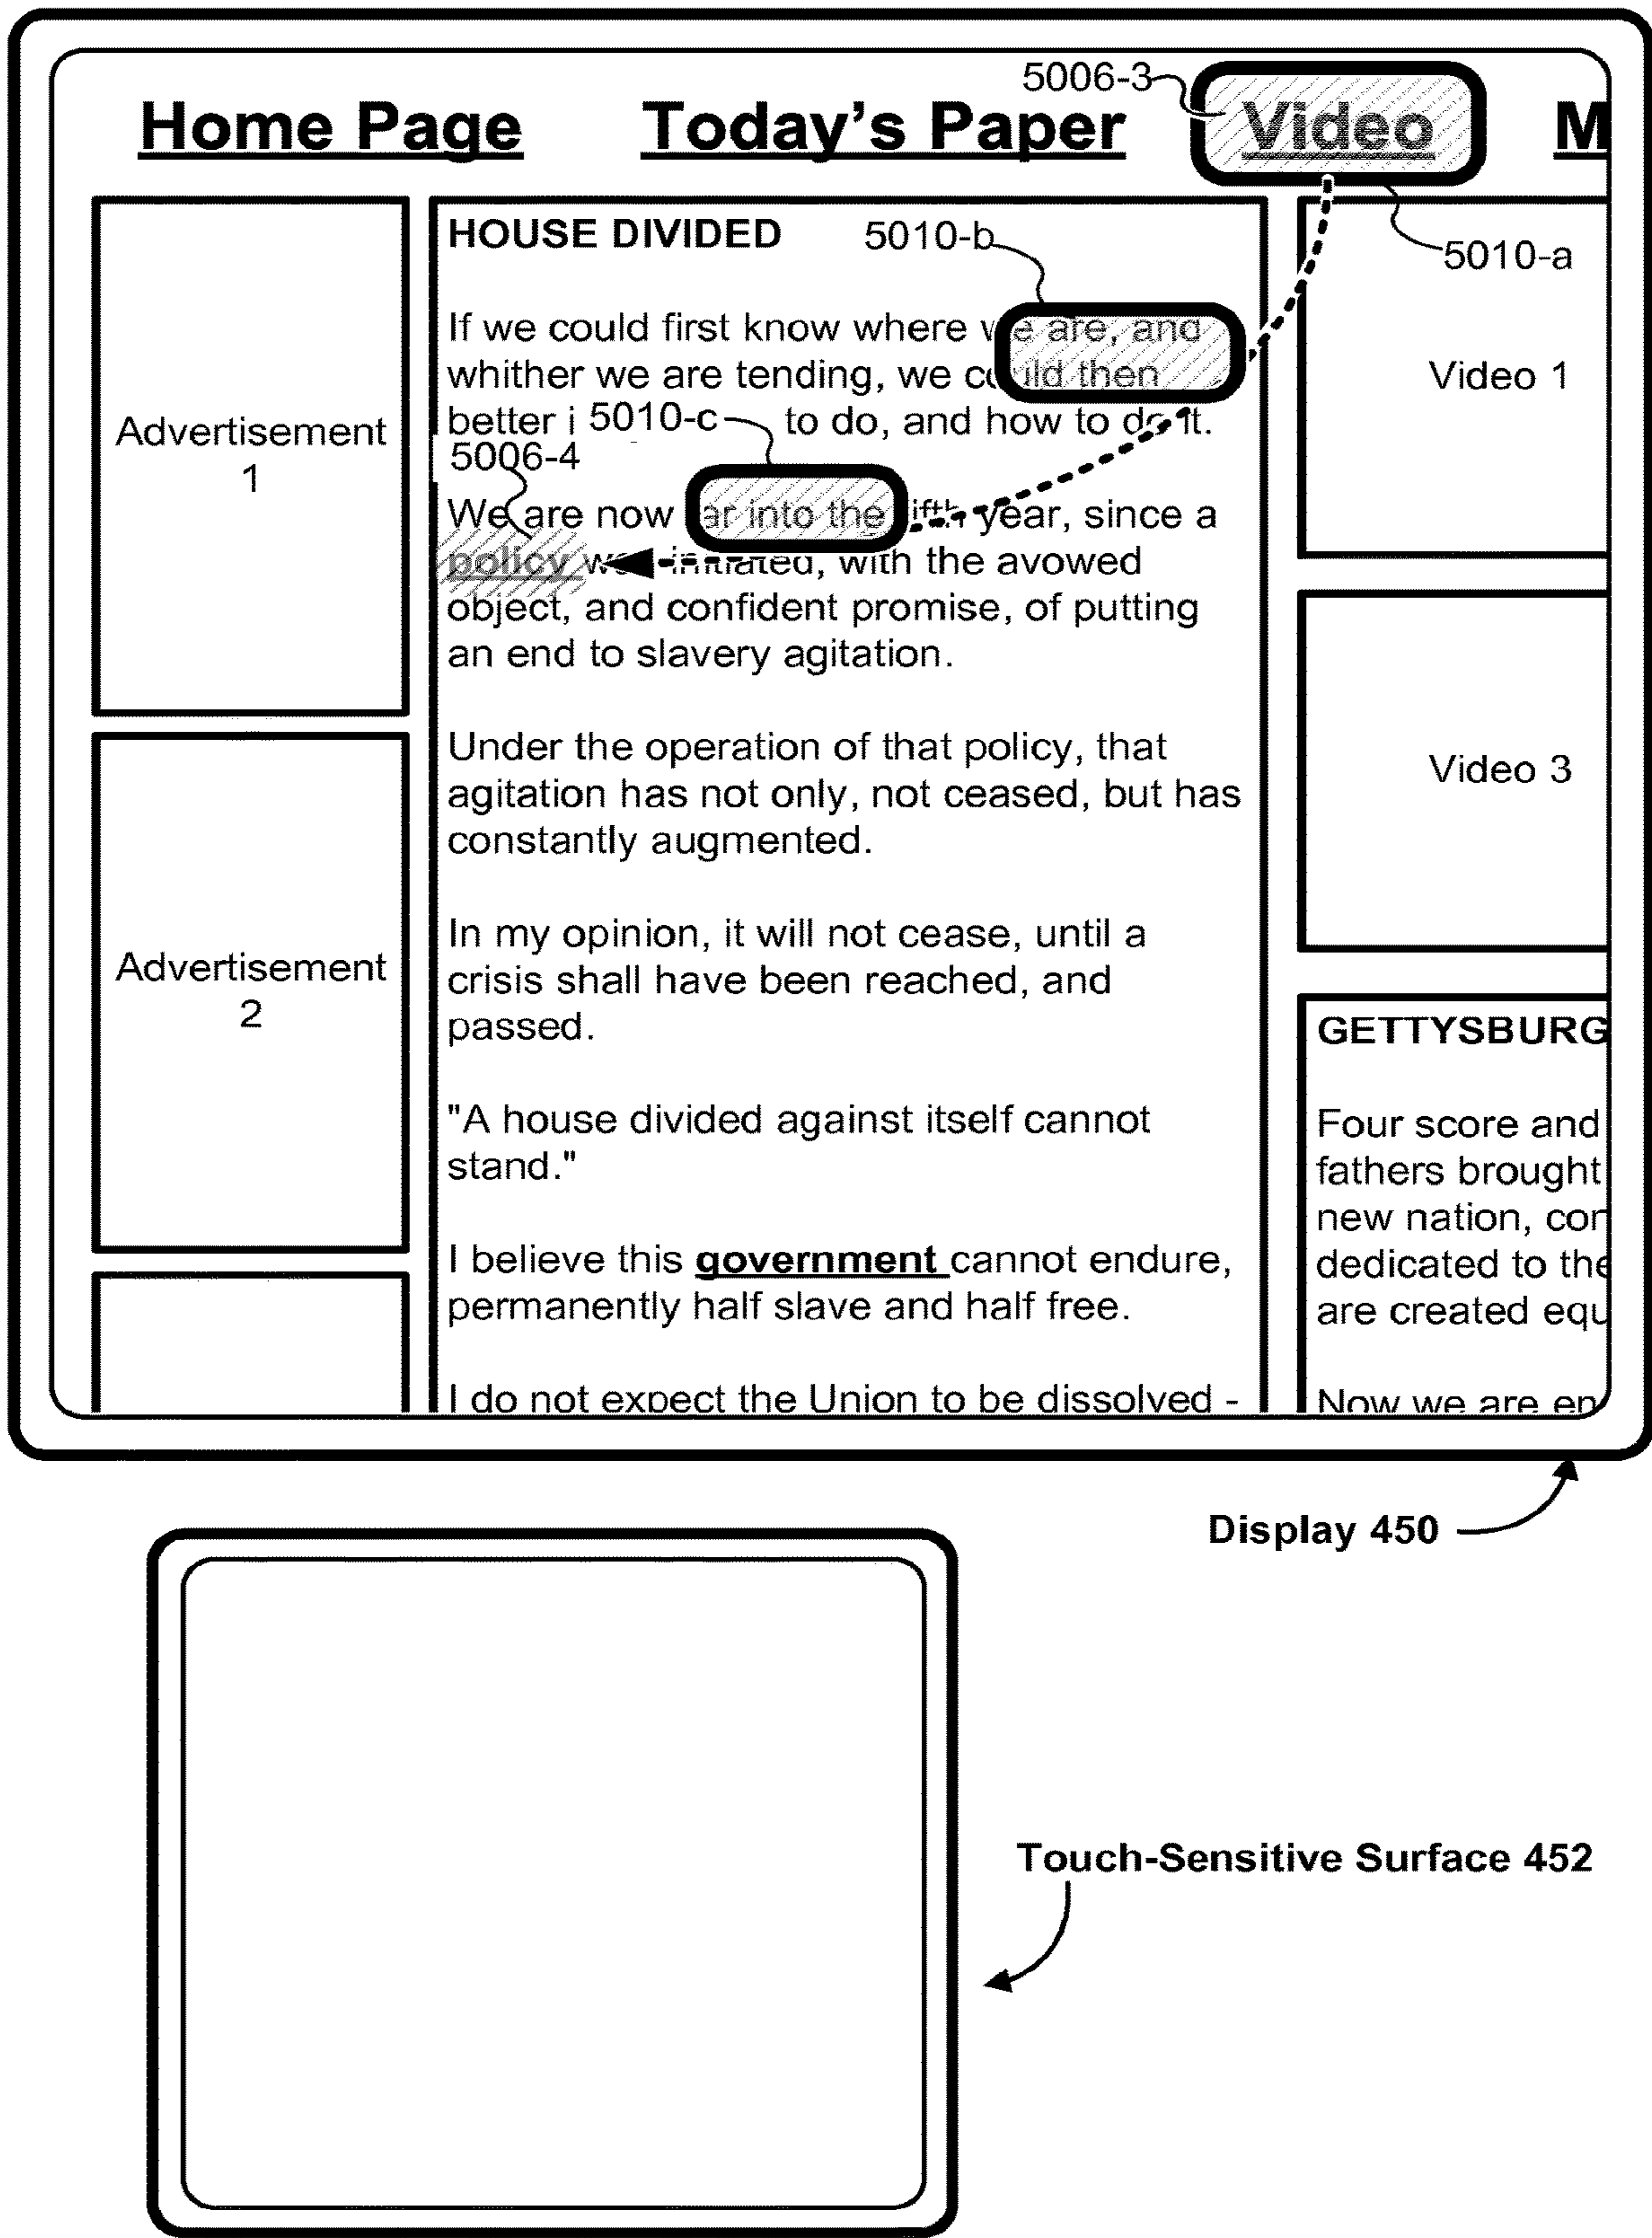 5006-3
Home Page Today's Paper Video M
HOUSE DIVIDED 5010-b
5010-a
If we could first know where we are, and
whither we are tending, we could then
better i 5010-c to do, and how to do it.
5006-4
We are now ar into the ifth year, since a
policy initiated, with the avowed
object, and confident promise, of putting
an end to slavery agitation.
Under the operation of that policy, that
agitation has not only, not ceased, but has
constantly augmented.
In my opinion, it will not cease, until a
crisis shall have been reached, and
passed.
"A house divided against itself cannot
stand."
I believe this government cannot endure,
permanently half slave and half free.
I do not expect the Union to be dissolved -
Advertisement
1
Advertisement
2
Video 1
Video 3
GETTYSBURG
Four score and
fathers brought
new nation, con
dedicated to the
are created equ
Now we are en
Display 450
Touch-Sensitive Surface 452